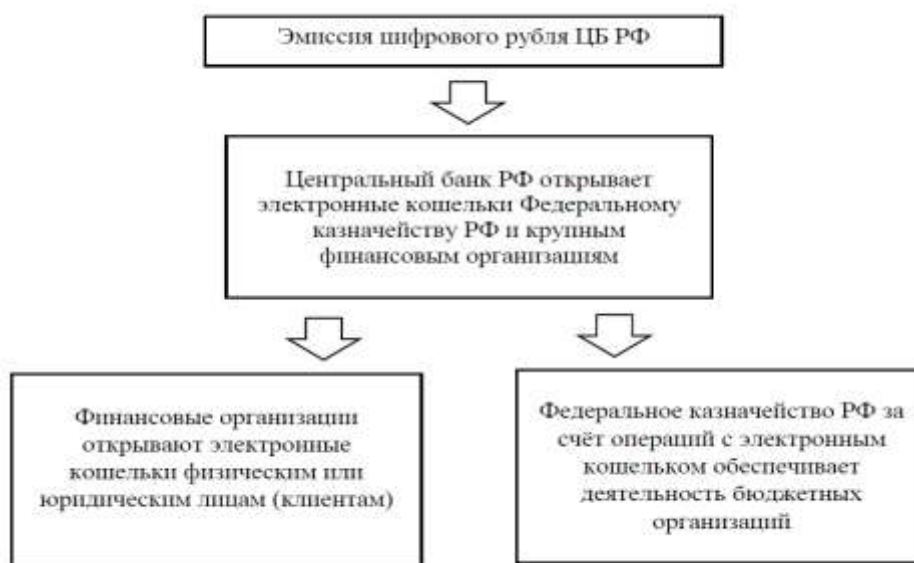 Эмиссия цифрового рубля ЦБ РФ
Центральный банк РФ открывает
электронные кошельки Федеральному
казначейству РФ и крупным
финансовым организациям
Финансовые организации
открывают электронные
кошельки физическим или
юридическим лицам (клиентам)
Федеральное казначейство РФ за
счёт операций с электронным
кошельком обеспечивает
деятельность бюджетных
организаций